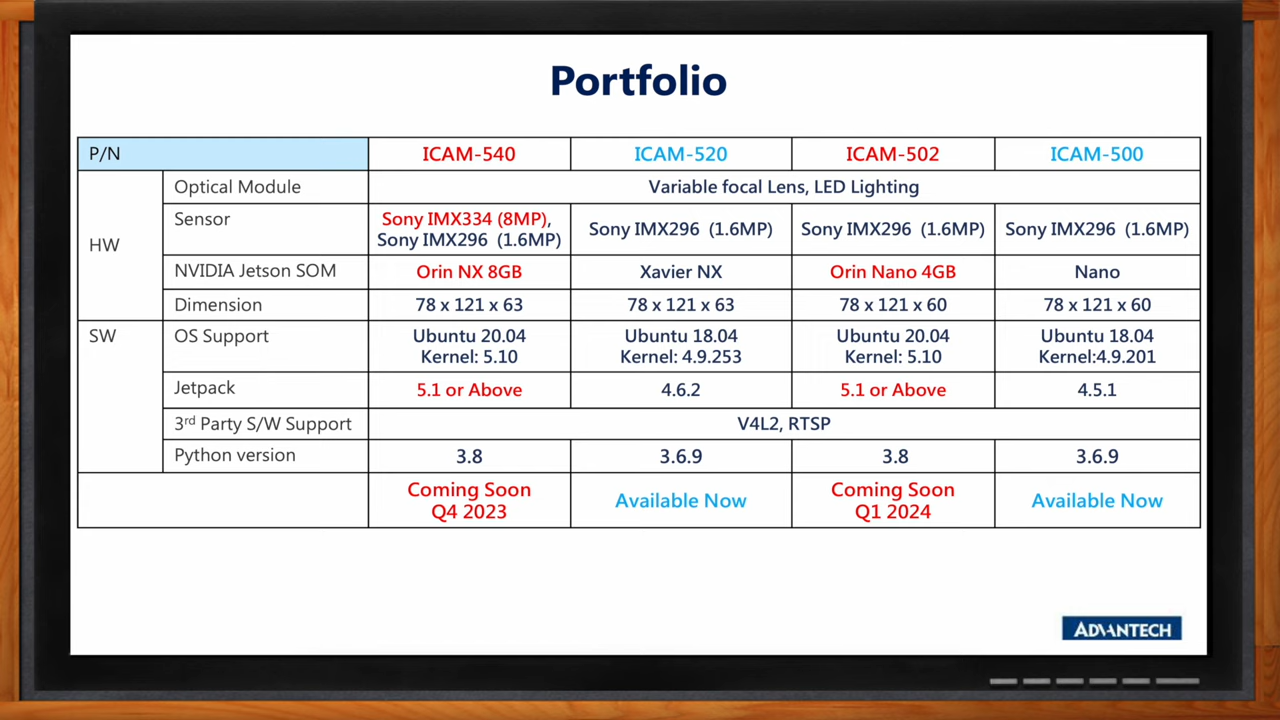 Portfolio
P/N ICAM-540 ICAM-520 ICAM-502 ICAM-500
HW
Optical Module Variable focal Lens, LED Lighting
Sensor Sony IMX334 (8MP), Sony IMX296 (1.6MP) Sony IMX296 (1.6MP) Sony IMX296 (1.6MP) Sony IMX296 (1.6MP)
NVIDIA Jetson SOM Orin NX 8GB Xavier NX Orin Nano 4GB Nano
Dimension 78 x 121 x 63 78 x 121 x 63 78 x 121 x 60 78 x 121 x 60
SW
OS Support Ubuntu 20.04 Kernel: 5.10 Ubuntu 18.04 Kernel: 4.9.253 Ubuntu 20.04 Kernel: 5.10 Ubuntu 18.04 Kernel:4.9.201
Jetpack 5.1 or Above 4.6.2 5.1 or Above 4.5.1
3rd Party S/W Support V4L2, RTSP
Python version 3.8 3.6.9 3.8 3.6.9
Coming Soon Q4 2023 Available Now Coming Soon Q1 2024 Available Now
ADVANTECH